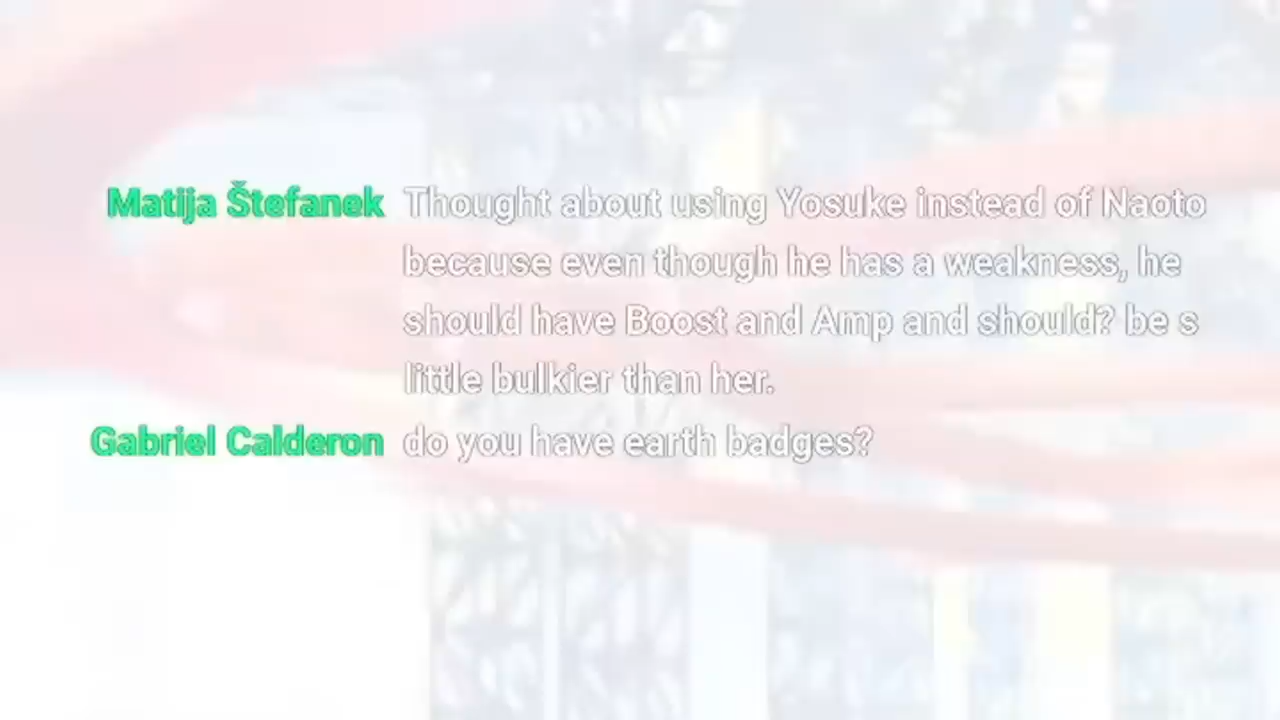 Matija Štefanek Thought about using Yosuke instead of Naoto
because even though he has a weakness, he
should have Boost and Amp and should? be s
little bulkier than her.
Gabriel Calderon do you have earth badges?